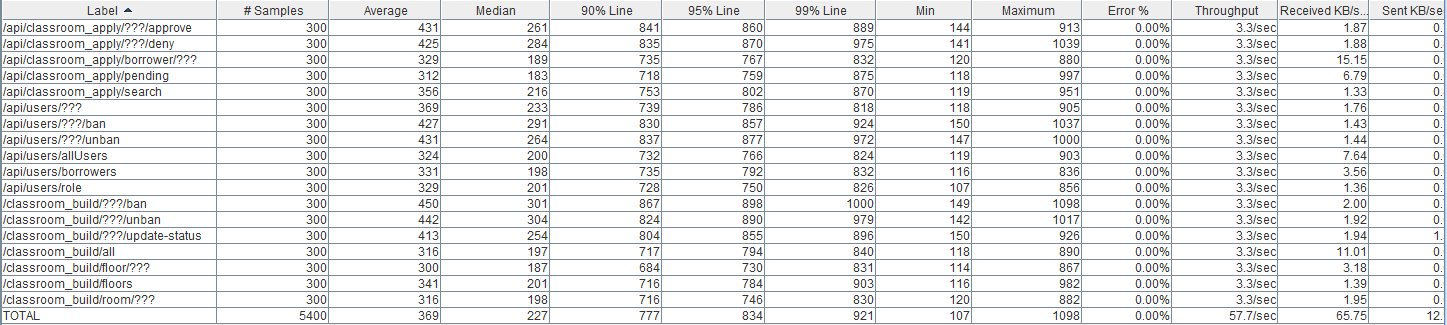 Label # Samples Average Median 90% Line 95% Line 99% Line Min Maximum Error % Throughput Received KB/s... Sent KB/se
/api/classroom_apply/???/approve 300 431 261 841 860 889 144 913 0.00% 3.3/sec 1.87 0.
/api/classroom_apply/???/deny 300 425 284 835 870 975 141 1039 0.00% 3.3/sec 1.88 0.
/api/classroom_apply/borrower/??? 300 329 189 735 767 832 120 880 0.00% 3.3/sec 15.15 0.
/api/classroom_apply/pending 300 312 183 718 759 875 118 997 0.00% 3.3/sec 6.79 0.
/api/classroom_apply/search 300 356 216 753 802 870 119 951 0.00% 3.3/sec 1.33 0.
/api/users/??? 300 369 233 739 786 818 118 905 0.00% 3.3/sec 1.76 0.
/api/users/???/ban 300 427 291 830 857 924 150 1037 0.00% 3.3/sec 1.43 0.
/api/users/???/unban 300 431 264 837 877 972 147 1000 0.00% 3.3/sec 1.44 0.
/api/users/allUsers 300 324 200 732 766 824 119 903 0.00% 3.3/sec 7.64 0.
/api/users/borrowers 300 331 198 735 792 832 116 836 0.00% 3.3/sec 3.56 0.
/api/users/role 300 329 201 728 750 826 107 856 0.00% 3.3/sec 1.36 0.
/classroom_build/???/ban 300 450 301 867 898 1000 149 1098 0.00% 3.3/sec 2.00 0.
/classroom_build/???/unban 300 442 304 824 890 979 142 1017 0.00% 3.3/sec 1.92 0.
/classroom_build/???/update-status 300 413 254 804 855 896 150 926 0.00% 3.3/sec 1.94 1.
/classroom_build/all 300 316 197 717 794 840 118 890 0.00% 3.3/sec 11.01 0.
/classroom_build/floor/??? 300 300 187 684 730 831 114 867 0.00% 3.3/sec 3.18 0.
/classroom_build/floors 300 341 201 716 784 903 116 982 0.00% 3.3/sec 1.39 0.
/classroom_build/room/??? 300 316 198 716 746 830 120 882 0.00% 3.3/sec 1.95 0.
TOTAL 5400 369 227 777 834 921 107 1098 0.00% 57.7/sec 65.75 12.